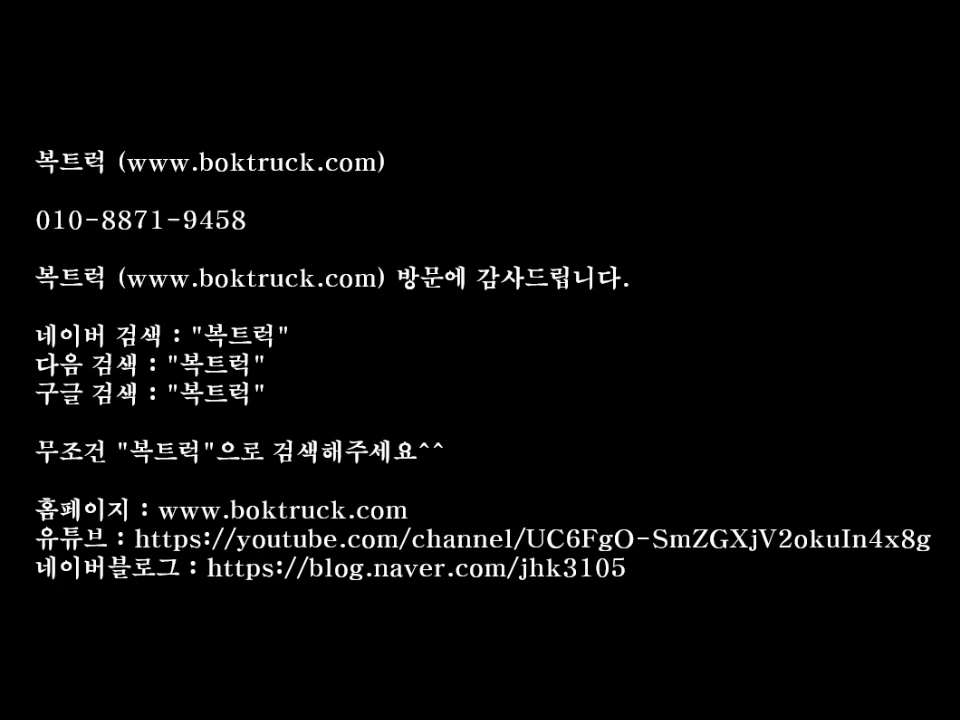 복트럭 (www.boktruck.com)
010-8871-9458
복트럭 (www.boktruck.com) 방문에 감사드립니다.
네이버 검색 : "복트럭"
다음 검색 : "복트럭"
구글 검색 : "복트럭"
무조건 "복트럭"으로 검색해주세요^^
홈페이지 : www.boktruck.com
유튜브 : https://youtube.com/channel/UC6FgO-SmZGXjV2okuIn4x8g
네이버블로그 : https://blog.naver.com/jhk3105